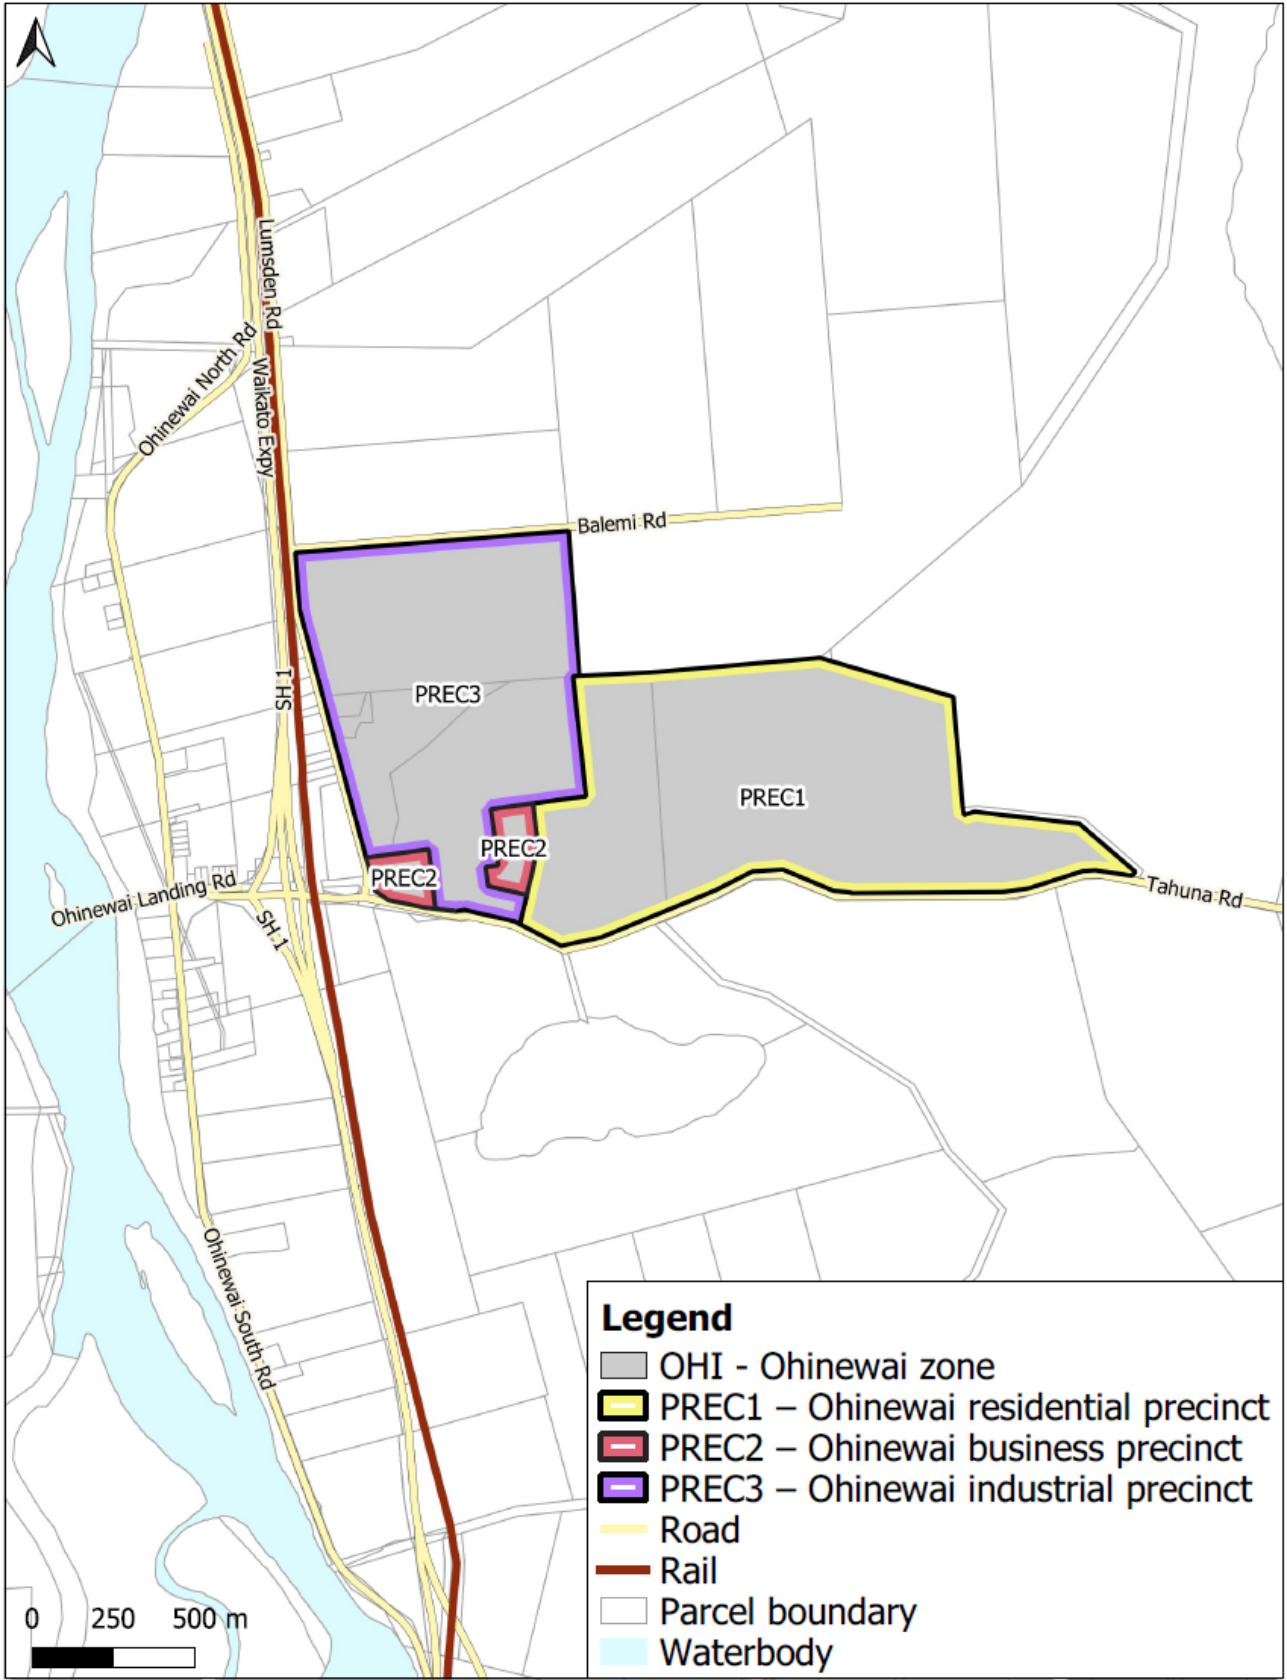 Lumsden Rd
Ohinewai North Rd
Waikato Expy
Balemi Rd
SH 1
PREC3
PREC1
PREC2
PREC2
Ohinewai Landing Rd
Tahuna Rd
SH 1
Ohinewai South Rd
Legend
OHI - Ohinewai zone
PREC1 – Ohinewai residential precinct
PREC2 – Ohinewai business precinct
PREC3 – Ohinewai industrial precinct
Road
Rail
Parcel boundary
Waterbody
0 250 500 m